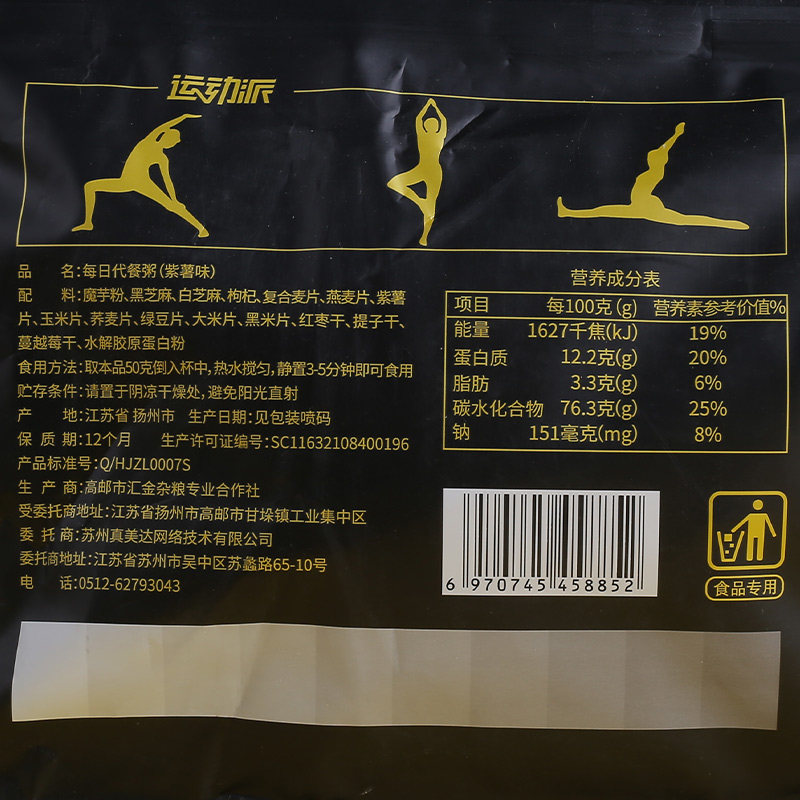 运动派
品 名:每日代餐粥(紫薯味)
配 料:魔芋粉、黑芝麻、白芝麻、枸杞、复合麦片、燕麦片、紫薯
片、玉米片、荞麦片、绿豆片、大米片、黑米片、红枣干、提子干、
蔓越莓干、水解胶原蛋白粉
食用方法:取本品50克倒入杯中,热水搅匀,静置3-5分钟即可食用
贮存条件:请置于阴凉干燥处,避免阳光直射
产 地:江苏省 扬州市 生产日期:见包装喷码
保 质 期:12个月 生产许可证编号:SC11632108400196
产品标准号:Q/HJZL0007S
生 产 商:高邮市汇金杂粮专业合作社
受委托商地址:江苏省扬州市高邮市甘垛镇工业集中区
委 托 商:苏州真美达网络技术有限公司
委托商地址:江苏省苏州市吴中区苏蠡路65-10号
电 话:0512-62793043
营养成分表
项目 每100克(g) 营养素参考价值%
能量 1627千焦(kJ) 19%
蛋白质 12.2克(g) 20%
脂肪 3.3克(g) 6%
碳水化合物 76.3克(g) 25%
钠 151毫克(mg) 8%
6 970745 458852
食品专用